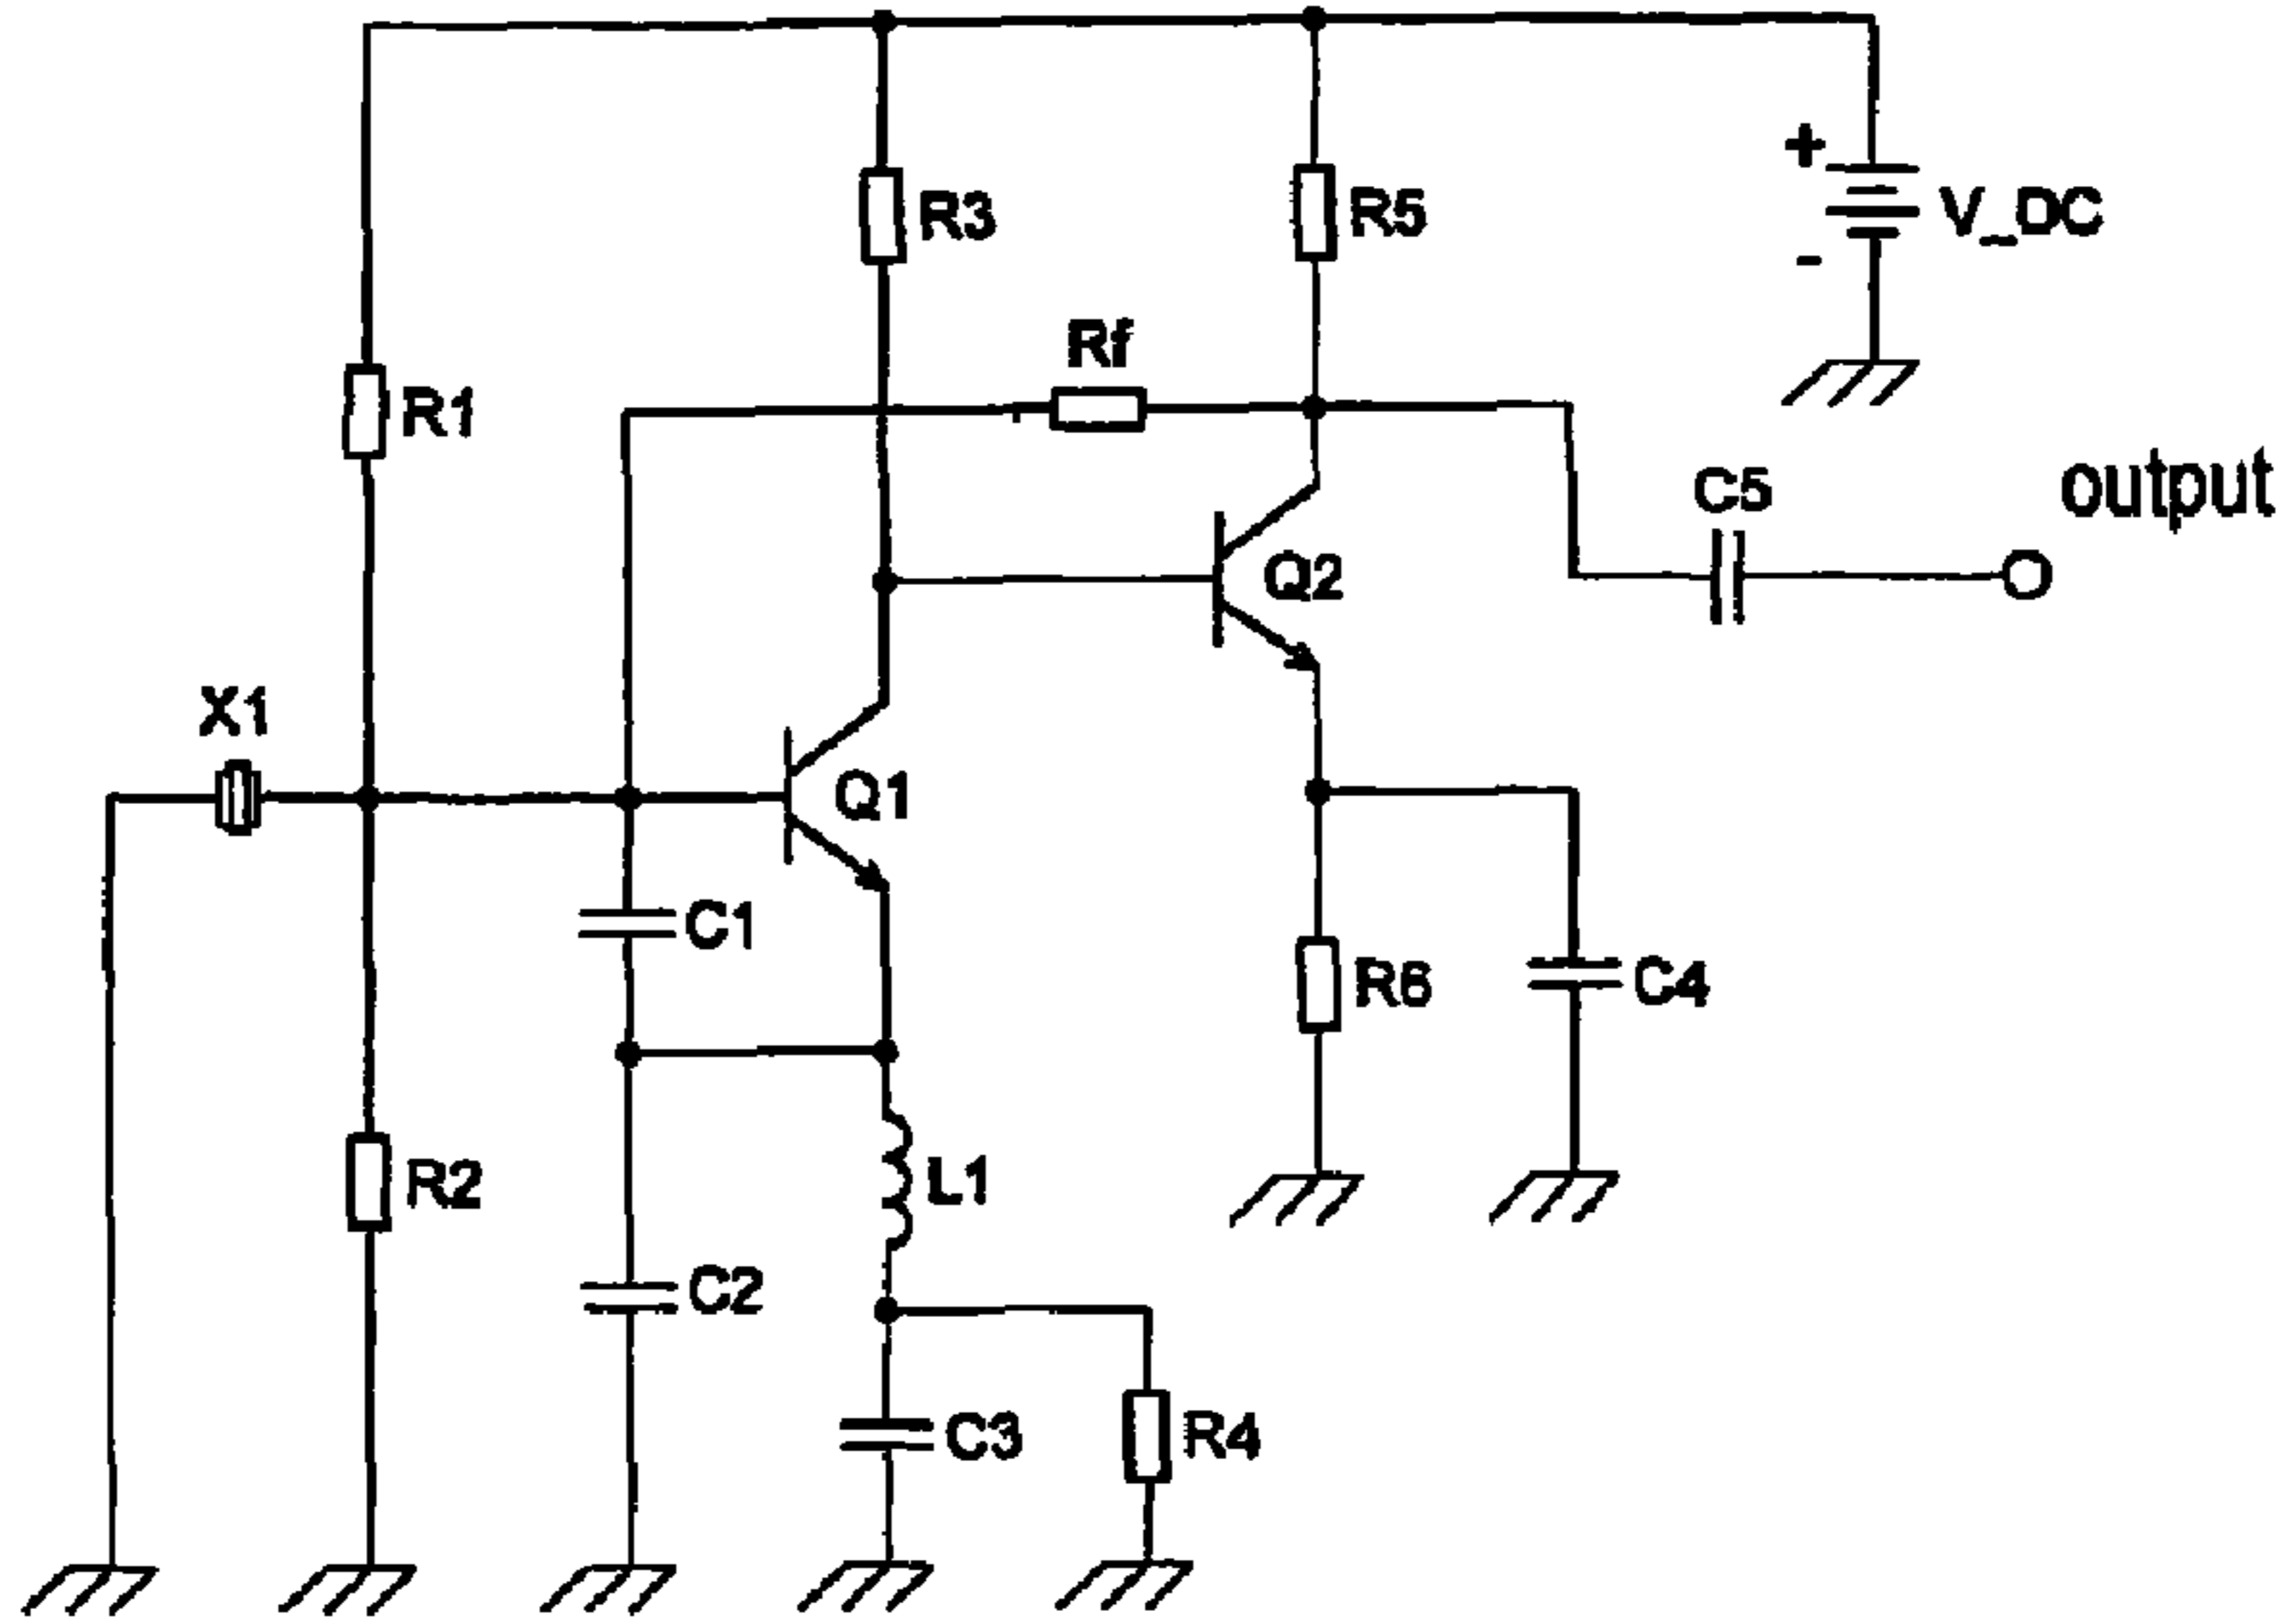 +
R3
R5
V_DC
-
Rf
R1
output
C5
Q2
X1
Q1
C1
R6
C4
R2
L1
C2
C3
R4